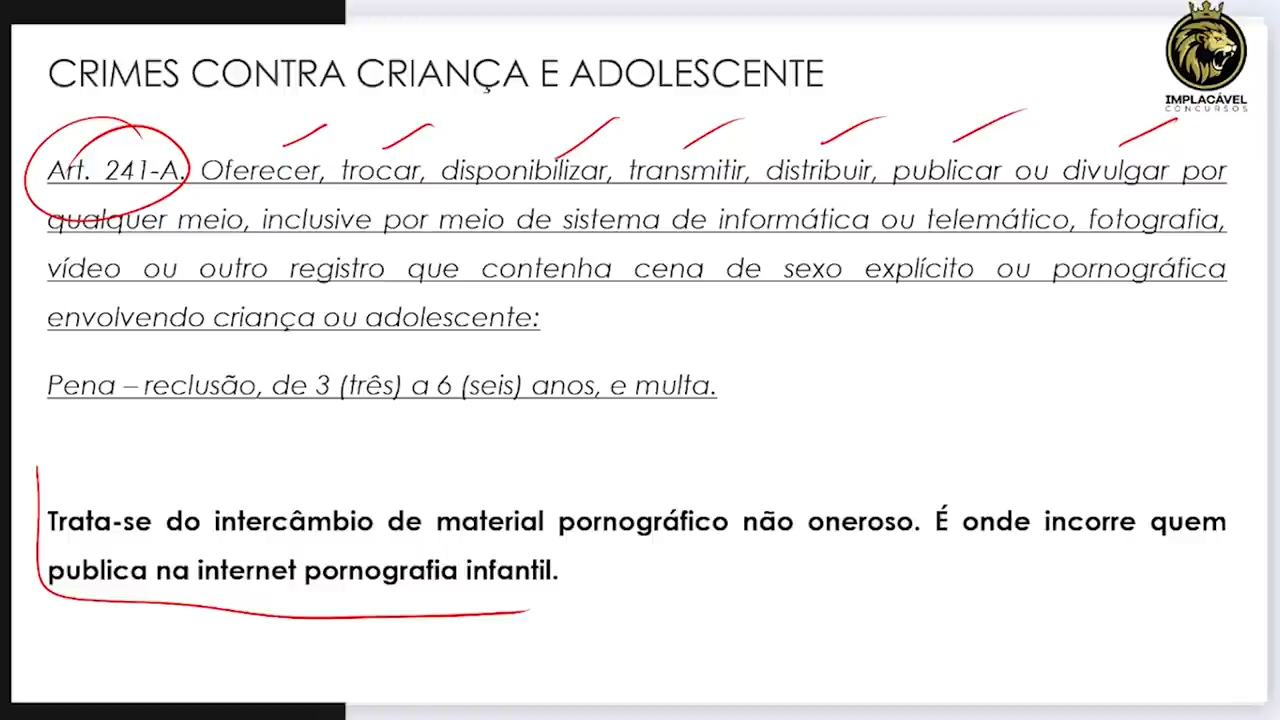 IMPLACÁVEL
CONCURSOS
CRIMES CONTRA CRIANÇA E ADOLESCENTE
Art. 241-A. Oferecer, trocar, disponibilizar, transmitir, distribuir, publicar ou divulgar por
qualquer meio, inclusive por meio de sistema de informática ou telemático, fotografia,
vídeo ou outro registro que contenha cena de sexo explícito ou pornográfica
envolvendo criança ou adolescente:
Pena – reclusão, de 3 (três) a 6 (seis) anos, e multa.
Trata-se do intercâmbio de material pornográfico não oneroso. É onde incorre quem
publica na internet pornografia infantil.